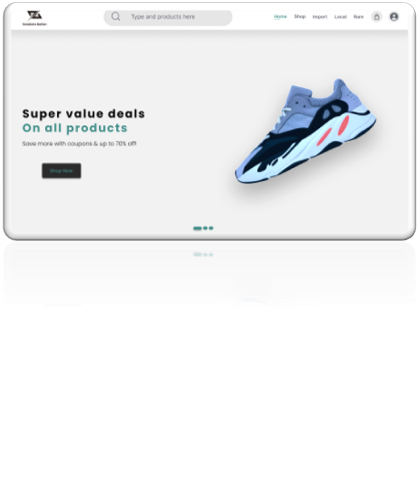 Sneakers Nation
Type and products here
Home Shop Import Local Rare
Super value deals
On all products
Save more with coupons & up to 70% off!
Shop Now